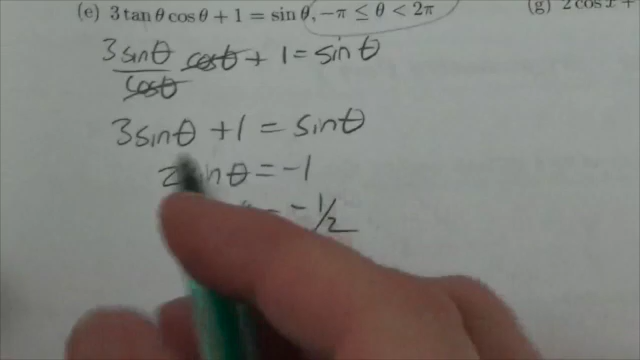 (e) 3 tan θ cos θ + 1 = sin θ, −π ≤ θ < 2π
(g) 2 cos x +
3sinθ/cosθ cosθ + 1 = sinθ
3sinθ + 1 = sinθ
θ = -1
= -1/2